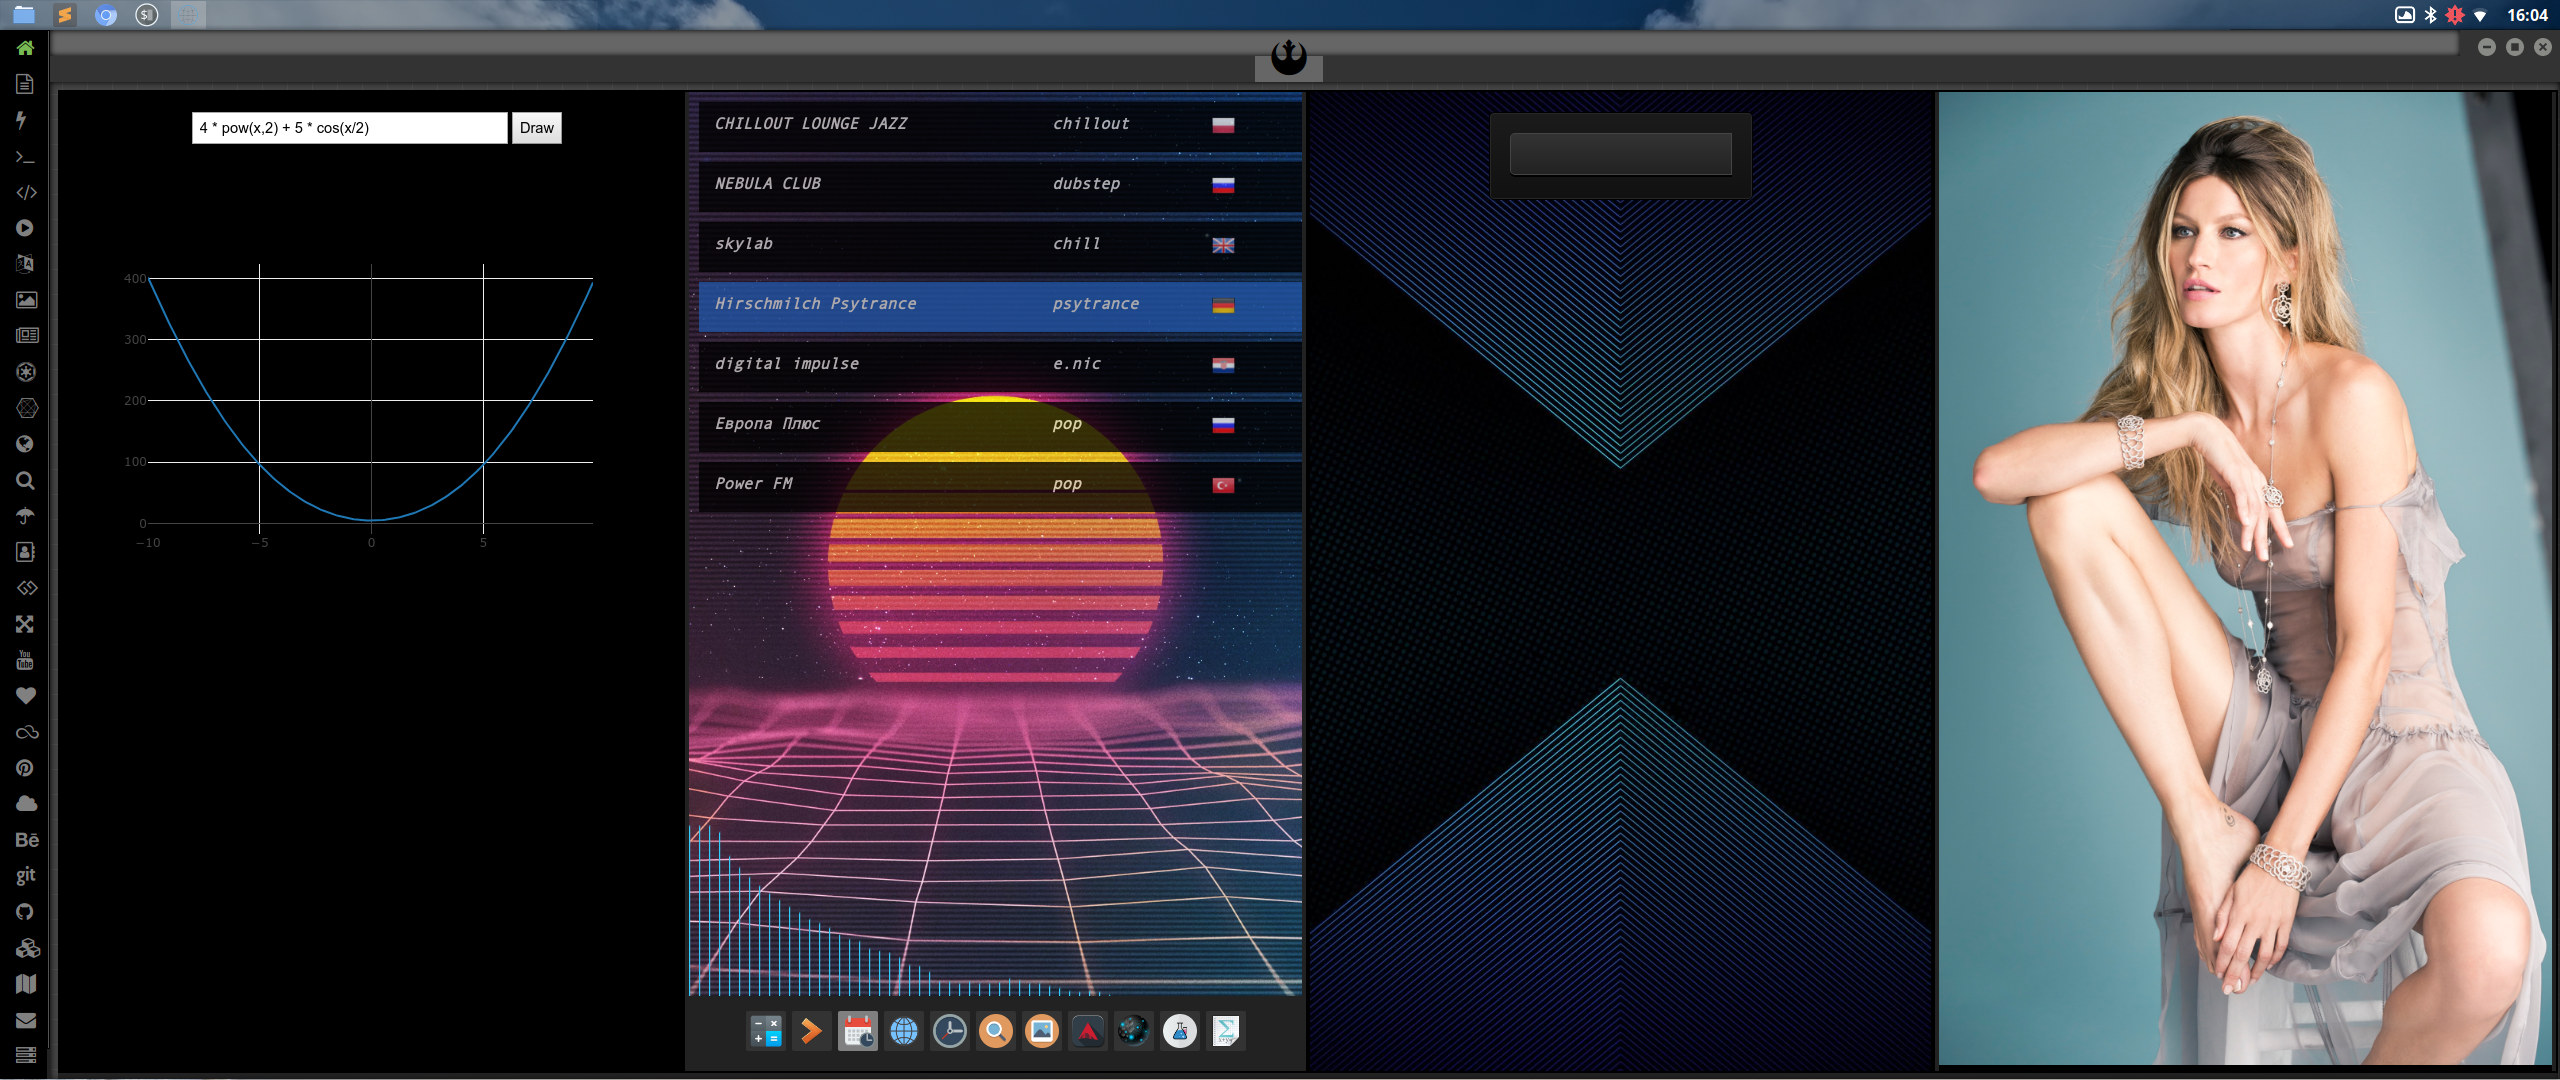 16:04
4 * pow(x,2) + 5 * cos(x/2) Draw
400
300
200
100
0
−10 −5 0 5
CHILLOUT LOUNGE JAZZ chillout
NEBULA CLUB dubstep
skylab chill
Hirschmilch Psytrance psytrance
digital impulse e.nic
Европа Плюс pop
Power FM pop
You
Tube
Bē
git